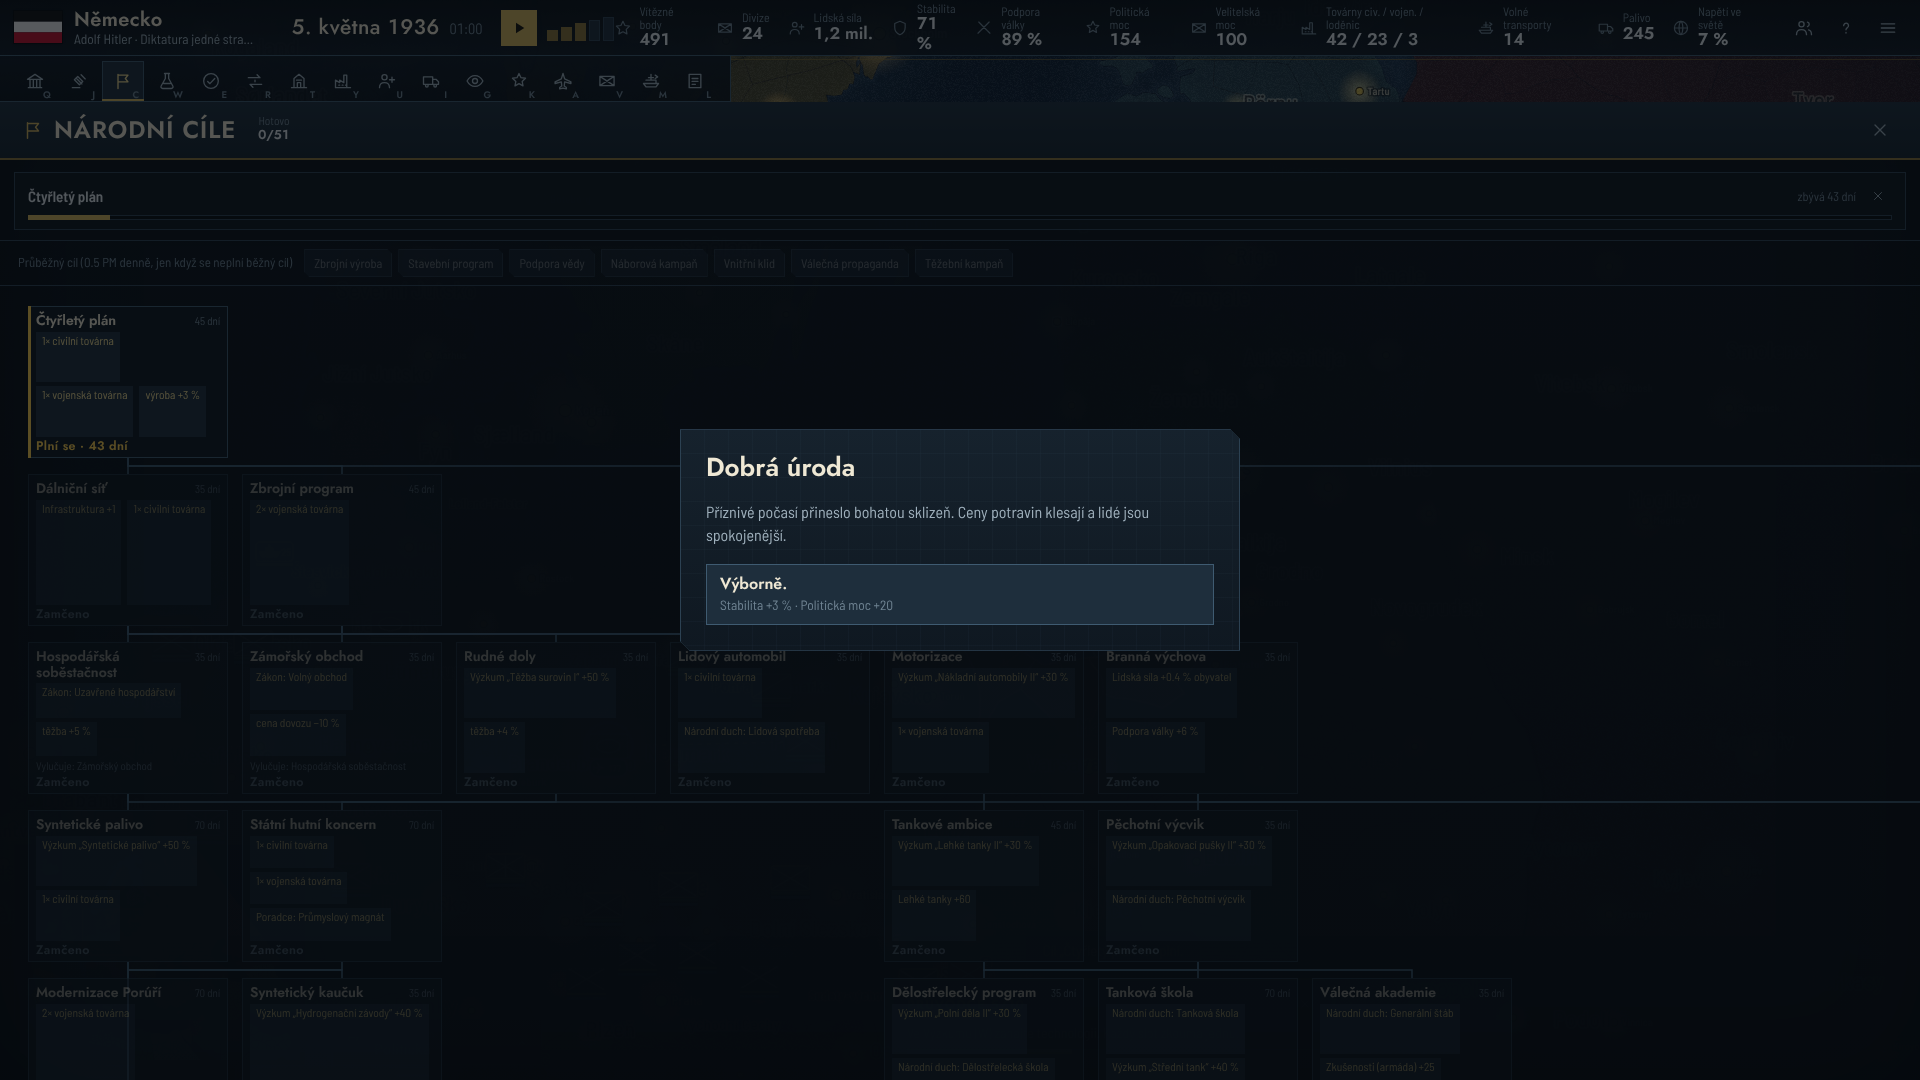 Německo
Adolf Hitler · Diktatura jedné stra...
5. května 1936 01:00
Vítězné body 491
Divize 24
Lidská síla 1,2 mil.
Stabilita 71 %
Podpora války 89 %
Politická moc 154
Velitelská moc 100
Továrny civ. / vojen. / loděnic 42 / 23 / 3
Volné transporty 14
Palivo 245
Napětí ve světě 7 %
?
Q J C W E R T Y U I G K A V M L
Tartu
NÁRODNÍ CÍLE
Hotovo
0/51
Čtyřletý plán
zbývá 43 dní
Průběžný cíl (0.5 PM denně, jen když se neplní běžný cíl) Zbrojní výroba Stavební program Podpora vědy Náborová kampaň Vnitřní klid Válečná propaganda Těžební kampaň
Čtyřletý plán 45 dní
1× civilní továrna
1× vojenská továrna výroba +3 %
Plní se · 43 dní
Dálniční síť 35 dní
Infrastruktura +1 1× civilní továrna
Zamčeno
Zbrojní program 45 dní
2× vojenská továrna
Zamčeno
Dobrá úroda
Příznivé počasí přineslo bohatou sklizeň. Ceny potravin klesají a lidé jsou
spokojenější.
Výborně.
Stabilita +3 % · Politická moc +20
Hospodářská soběstačnost 35 dní
Zákon: Uzavřené hospodářství
těžba +5 %
Vylučuje: Zámořský obchod
Zamčeno
Zámořský obchod 35 dní
Zákon: Volný obchod
cena dovozu −10 %
Vylučuje: Hospodářská soběstačnost
Zamčeno
Rudné doly 35 dní
Výzkum „Těžba surovin I“ +50 %
těžba +4 %
Zamčeno
Lidový automobil 35 dní
1× civilní továrna
Národní duch: Lidová spotřeba
Zamčeno
Motorizace 35 dní
Výzkum „Nákladní automobily II“ +30 %
1× vojenská továrna
Zamčeno
Branná výchova 35 dní
Lidská síla +0,4 % obyvatel
Podpora války +6 %
Zamčeno
Syntetické palivo 70 dní
Výzkum „Syntetické palivo“ +50 %
1× civilní továrna
Zamčeno
Státní hutní koncern 70 dní
1× civilní továrna
1× vojenská továrna
Poradce: Průmyslový magnát
Zamčeno
Tankové ambice 45 dní
Výzkum „Lehké tanky II“ +30 %
Lehké tanky +60
Zamčeno
Pěchotní výcvik 35 dní
Výzkum „Opakovací pušky II“ +30 %
Národní duch: Pěchotní výcvik
Zamčeno
Modernizace Porúří 70 dní
2× vojenská továrna
Syntetický kaučuk 35 dní
Výzkum „Hydrogenační závody“ +40 %
Dělostřelecký program 35 dní
Výzkum „Polní děla II“ +30 %
Národní duch: Dělostřelecká škola
Tanková škola 70 dní
Národní duch: Tanková škola
Výzkum „Střední tank“ +40 %
Válečná akademie 35 dní
Národní duch: Generální štáb
Zkušenosti (armáda) +25